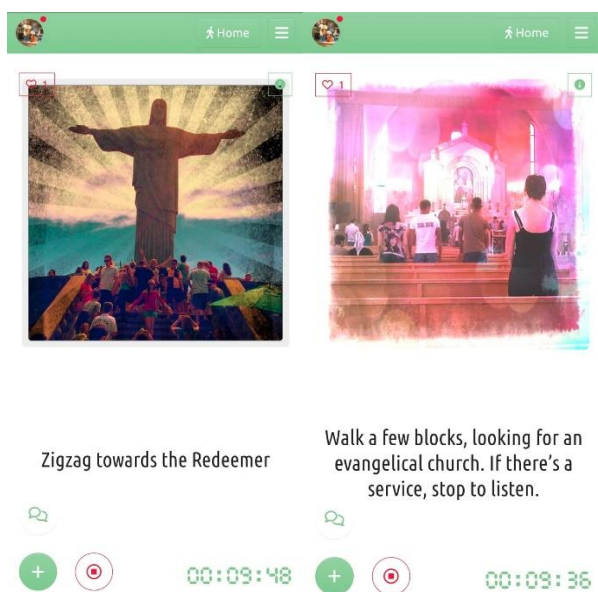 Home
1
Zigzag towards the Redeemer
00:09:48
Home
1
Walk a few blocks, looking for an
evangelical church. If there’s a
service, stop to listen.
00:09:36